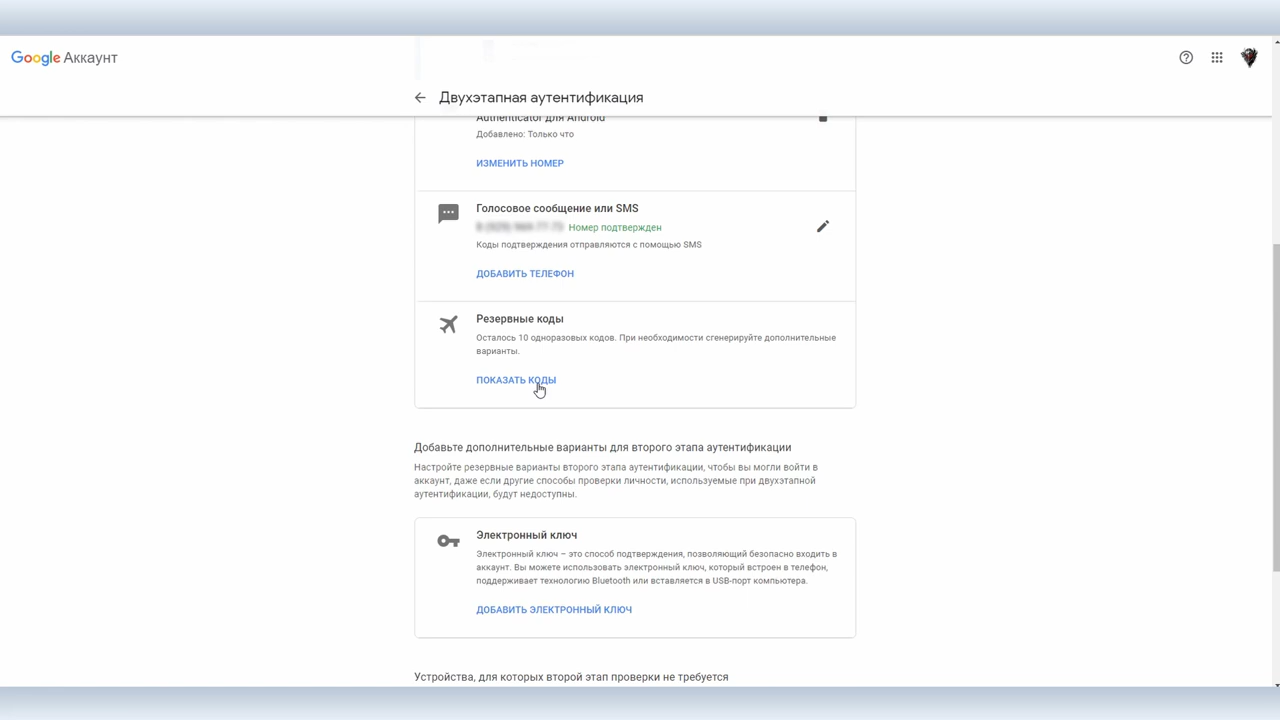 Google Аккаунт
Двухэтапная аутентификация
Authenticator для Android
Добавлено: Только что
ИЗМЕНИТЬ НОМЕР
Голосовое сообщение или SMS
Номер подтвержден
Коды подтверждения отправляются с помощью SMS
ДОБАВИТЬ ТЕЛЕФОН
Резервные коды
Осталось 10 одноразовых кодов. При необходимости сгенерируйте дополнительные
варианты.
ПОКАЗАТЬ КОДЫ
Добавьте дополнительные варианты для второго этапа аутентификации
Настройте резервные варианты второго этапа аутентификации, чтобы вы могли войти в
аккаунт, даже если другие способы проверки личности, используемые при двухэтапной
аутентификации, будут недоступны.
Электронный ключ
Электронный ключ – это способ подтверждения, позволяющий безопасно входить в
аккаунт. Вы можете использовать электронный ключ, который встроен в телефон,
поддерживает технологию Bluetooth или вставляется в USB-порт компьютера.
ДОБАВИТЬ ЭЛЕКТРОННЫЙ КЛЮЧ
Устройства, для которых второй этап проверки не требуется